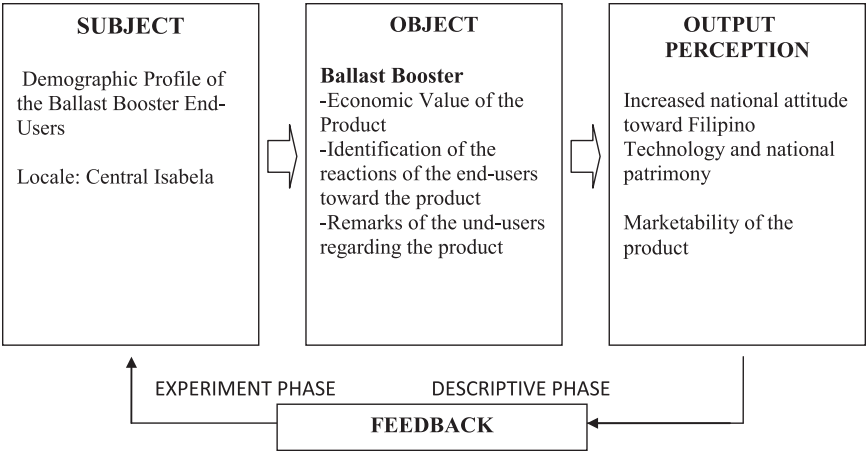 SUBJECT
Demographic Profile of
the Ballast Booster End-
Users
Locale: Central Isabela
OBJECT
Ballast Booster
-Economic Value of the
Product
-Identification of the
reactions of the end-users
toward the product
-Remarks of the und-users
regarding the product
OUTPUT
PERCEPTION
Increased national attitude
toward Filipino
Technology and national
patrimony
Marketability of the
product
EXPERIMENT PHASE
DESCRIPTIVE PHASE
FEEDBACK